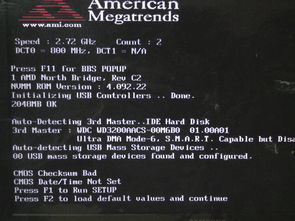 American
Megatrends
www.ami.com
Speed : 2.72 GHz Count : 2
DCT0 = 800 MHz, DCT1 = N/A
Press F11 for BBS POPUP
1 AMD North Bridge, Rev C2
NVMM ROM Version : 4.092.22
Initializing USB Controllers .. Done.
2048MB OK
Auto-Detecting 3rd Master..IDE Hard Disk
3rd Master : WDC WD3200AACS-00M6B0 01.00A01
Ultra DMA Mode-6, S.M.A.R.T. Capable but Disa
Auto-detecting USB Mass Storage Devices ..
00 USB mass storage devices found and configured.
CMOS Checksum Bad
CMOS Date/Time Not Set
Press F1 to Run SETUP
Press F2 to load default values and continue